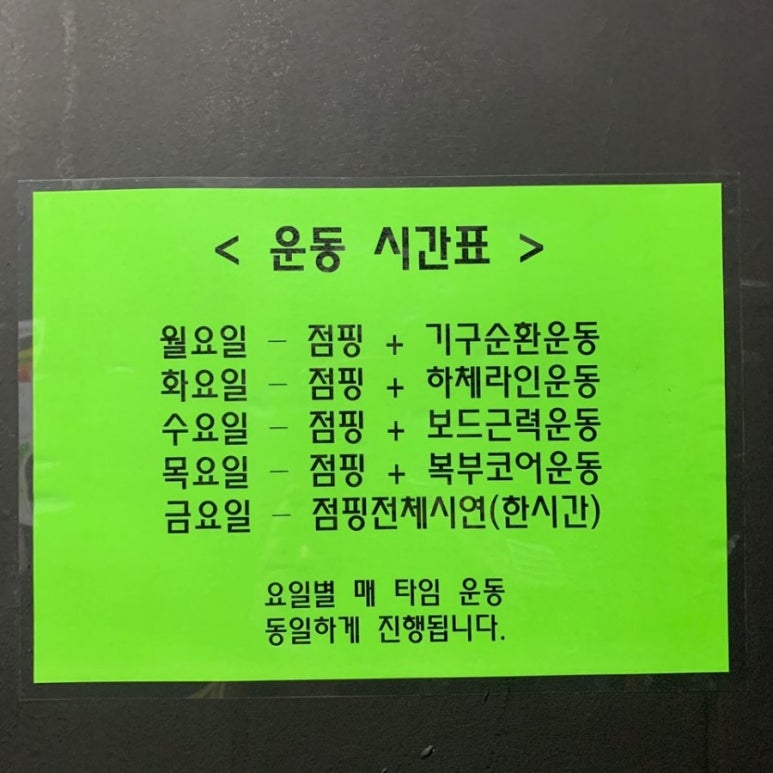 < 운동 시간표 >
월요일 - 점핑 + 기구순환운동
화요일 - 점핑 + 하체라인운동
수요일 - 점핑 + 보드근력운동
목요일 - 점핑 + 복부코어운동
금요일 - 점핑전체시연(한시간)
요일별 매 타임 운동
동일하게 진행됩니다.